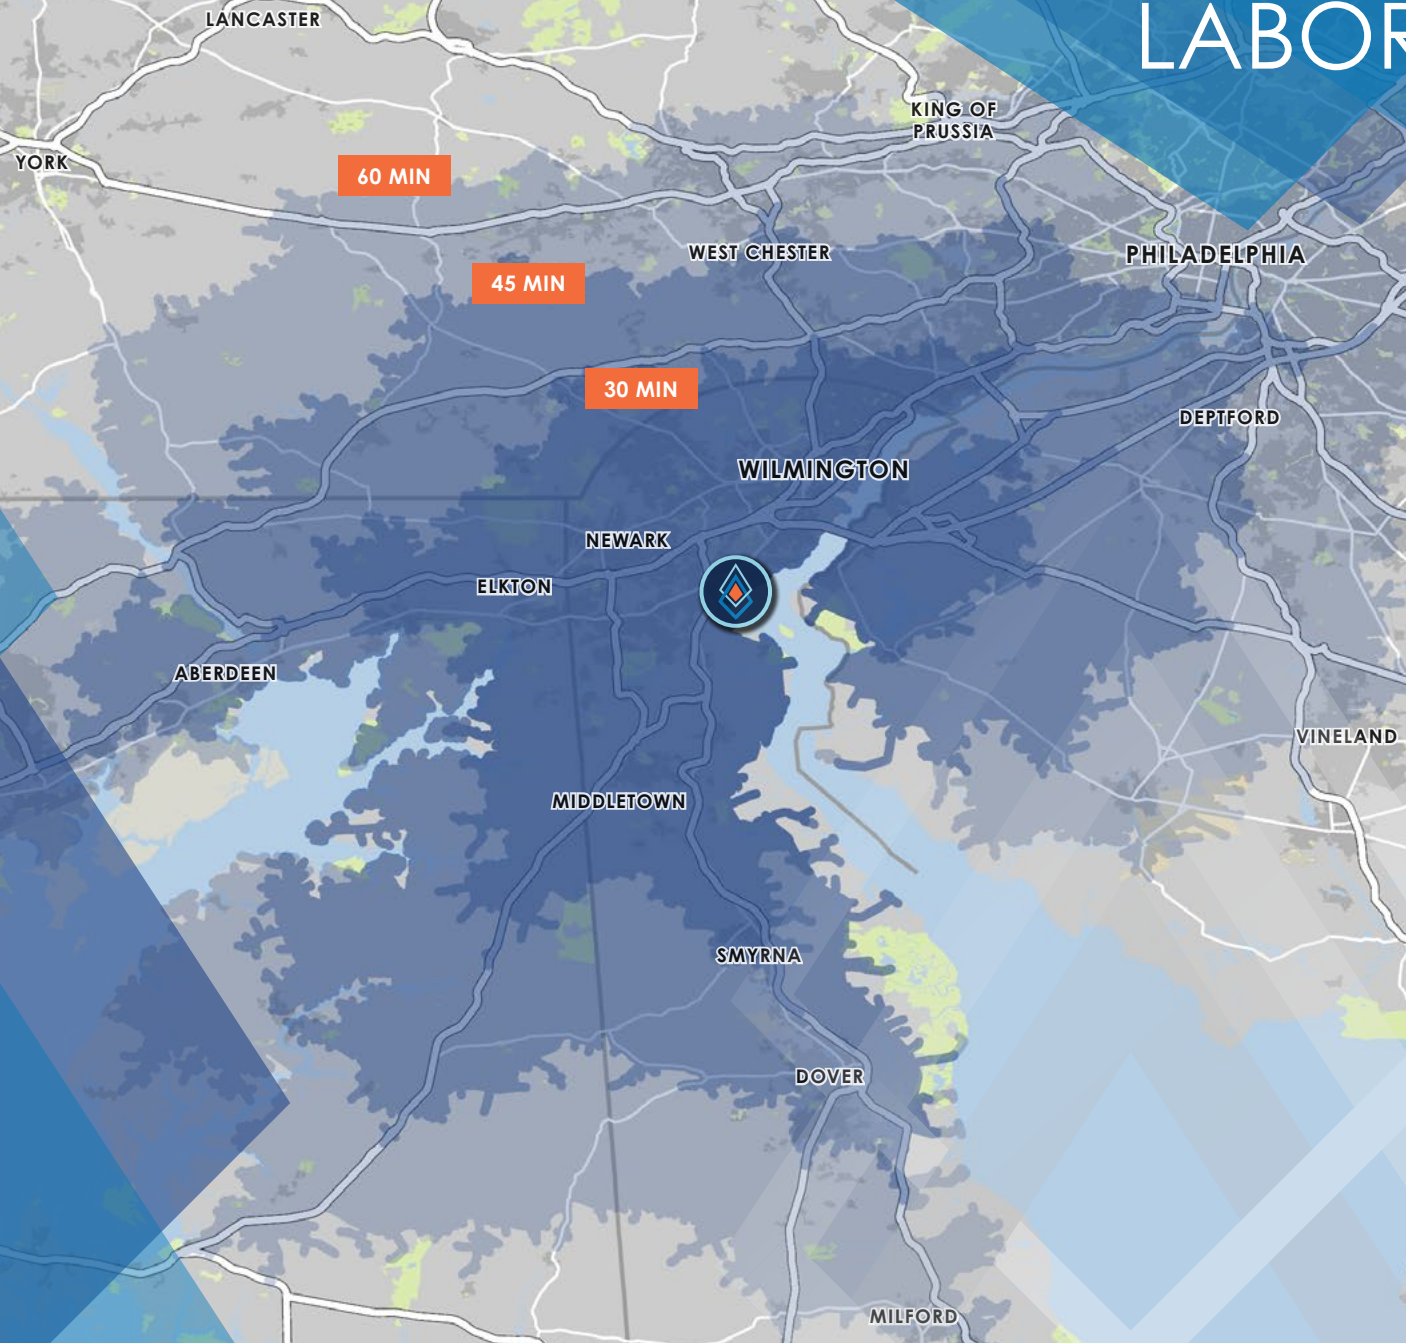 LANCASTER
LABOR
KING OF
PRUSSIA
YORK
60 MIN
WEST CHESTER
PHILADELPHIA
45 MIN
30 MIN
DEPTFORD
WILMINGTON
NEWARK
ELKTON
ABERDEEN
VINELAND
MIDDLETOWN
SMYRNA
DOVER
MILFORD